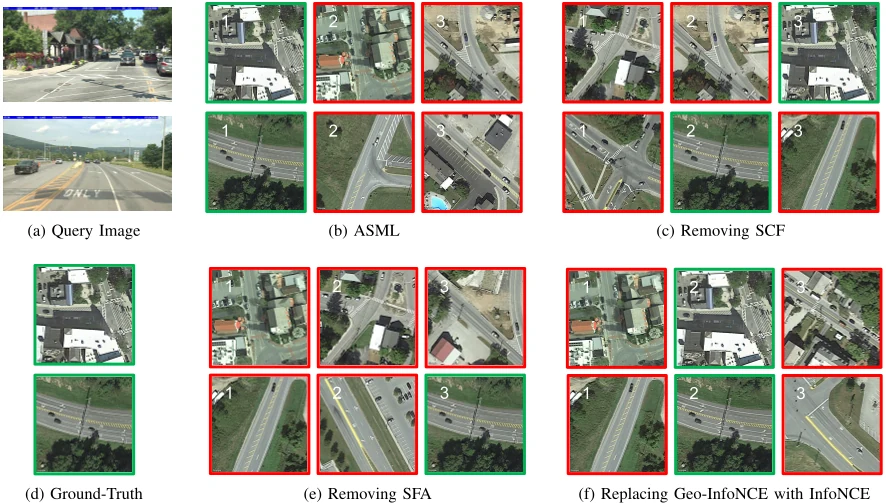 1 2 3 1 2 3
1 2 3 1 2 3
ONLY
(a) Query Image (b) ASML (c) Removing SCF
1 2 3 1 2 3
1 2 3 1 2 3
(d) Ground-Truth (e) Removing SFA (f) Replacing Geo-InfoNCE with InfoNCE